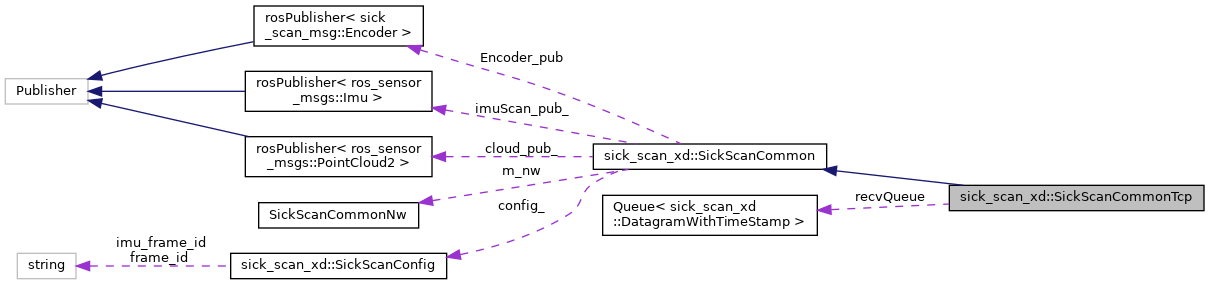 rosPublisher< sick
_scan_msg::Encoder >
Encoder_pub
Publisher
rosPublisher< ros_sensor
_msgs::Imu >
imuScan_pub_
rosPublisher< ros_sensor
_msgs::PointCloud2 >
cloud_pub_
sick_scan_xd::SickScanCommon
m_nw
SickScanCommonNw
config_
Queue< sick_scan_xd
::DatagramWithTimeStamp >
recvQueue
sick_scan_xd::SickScanCommonTcp
string
imu_frame_id
frame_id
sick_scan_xd::SickScanConfig